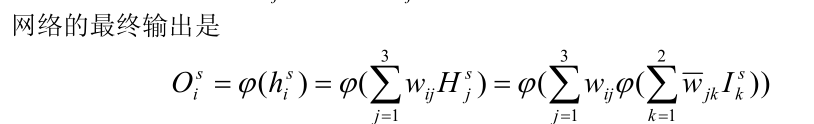 网络的最终输出是
O_i^s = φ(h_i^s) = φ(∑_{j=1}^{3} w_{ij} H_j^s) = φ(∑_{j=1}^{3} w_{ij} φ(∑_{k=1}^{2} w̅_{jk} I_k^s))